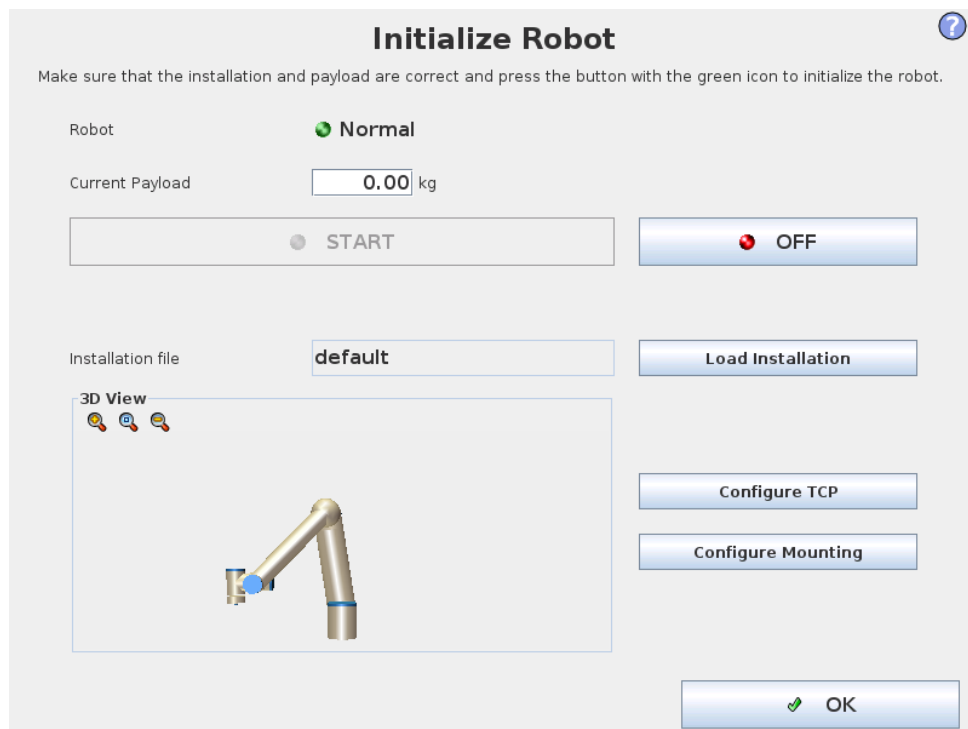 Initialize Robot
?
Make sure that the installation and payload are correct and press the button with the green icon to initialize the robot.
Robot Normal
Current Payload 0.00 kg
START OFF
Installation file default Load Installation
3D View
Configure TCP
Configure Mounting
OK